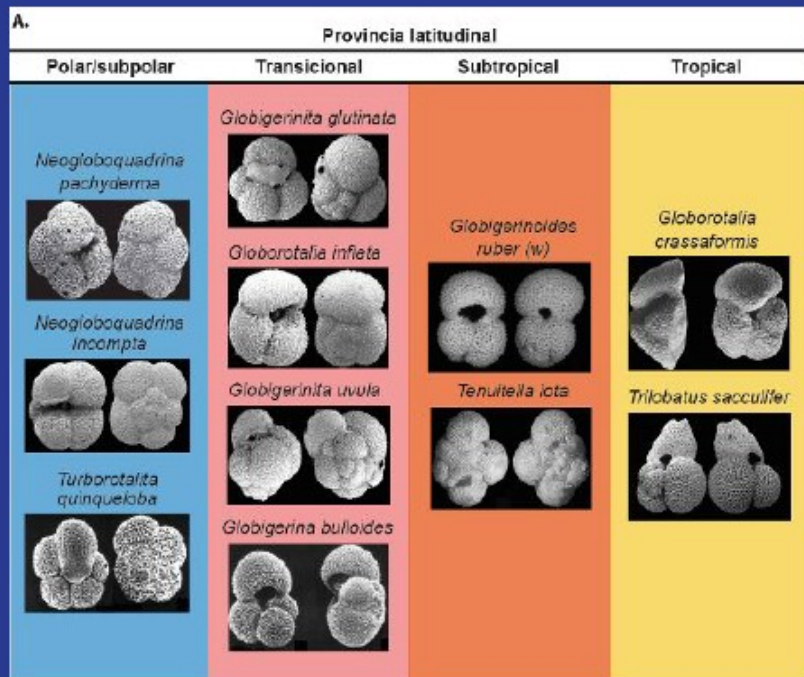 A.
Provincia latitudinal
Polar/subpolar
Transicional
Subtropical
Tropical
Neogloboquadrina
pachyderma
Neogloboquadrina
incompta
Turborotalita
quinqueloba
Globigerinita glutinata
Globorotalia inflata
Globigerinita uvula
Globigerina bulloides
Globigerinoides
ruber (w)
Tenuitella iota
Globorotalia
crassaformis
Trilobatus sacculifer